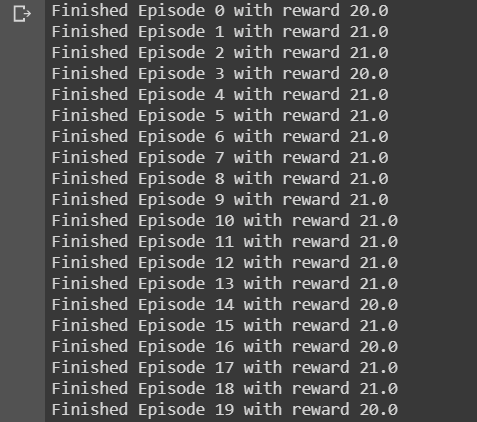 Finished Episode 0 with reward 20.0
Finished Episode 1 with reward 21.0
Finished Episode 2 with reward 21.0
Finished Episode 3 with reward 20.0
Finished Episode 4 with reward 21.0
Finished Episode 5 with reward 21.0
Finished Episode 6 with reward 21.0
Finished Episode 7 with reward 21.0
Finished Episode 8 with reward 21.0
Finished Episode 9 with reward 21.0
Finished Episode 10 with reward 21.0
Finished Episode 11 with reward 21.0
Finished Episode 12 with reward 21.0
Finished Episode 13 with reward 21.0
Finished Episode 14 with reward 20.0
Finished Episode 15 with reward 21.0
Finished Episode 16 with reward 20.0
Finished Episode 17 with reward 21.0
Finished Episode 18 with reward 21.0
Finished Episode 19 with reward 20.0